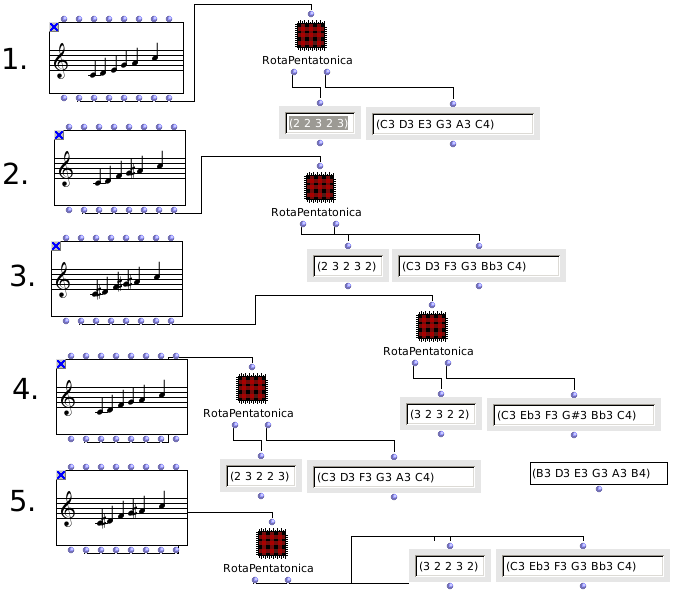 1.
RotaPentatonica
(2 2 3 2 3)
(C3 D3 E3 G3 A3 C4)
2.
RotaPentatonica
(2 3 2 3 2)
(C3 D3 F3 G3 Bb3 C4)
3.
RotaPentatonica
(3 2 3 2 2)
(C3 Eb3 F3 G#3 Bb3 C4)
4.
RotaPentatonica
(2 3 2 2 3)
(C3 D3 F3 G3 A3 C4)
(B3 D3 E3 G3 A3 B4)
5.
RotaPentatonica
(3 2 2 3 2)
(C3 Eb3 F3 G3 Bb3 C4)